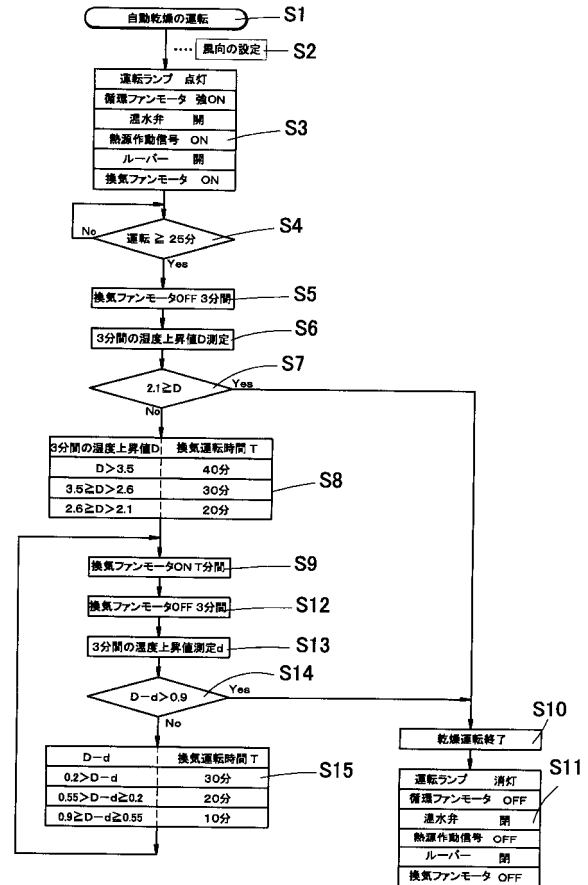 自動乾燥の運転
S1
風向の設定
S2
運転ランプ 点灯
循環ファンモータ 強ON
温水弁 開
熱源作動信号 ON
ルーバー 開
換気ファンモータ ON
S3
運転 ≧ 25分
S4
No
Yes
換気ファンモータOFF 3分間
S5
3分間の湿度上昇値D測定
S6
2.1≧D
S7
Yes
No
3分間の湿度上昇値D 換気運転時間 T
D>3.5 40分
3.5≧D>2.6 30分
2.6≧D>2.1 20分
S8
換気ファンモータON T分間
S9
換気ファンモータOFF 3分間
S12
3分間の湿度上昇値測定d
S13
D-d>0.9
S14
Yes
No
D-d 換気運転時間 T
0.2>D-d 30分
0.55>D-d≧0.2 20分
0.9≧D-d≧0.55 10分
S15
乾燥運転終了
S10
運転ランプ 消灯
循環ファンモータ OFF
温水弁 閉
熱源作動信号 OFF
ルーバー 閉
換気ファンモータ OFF
S11